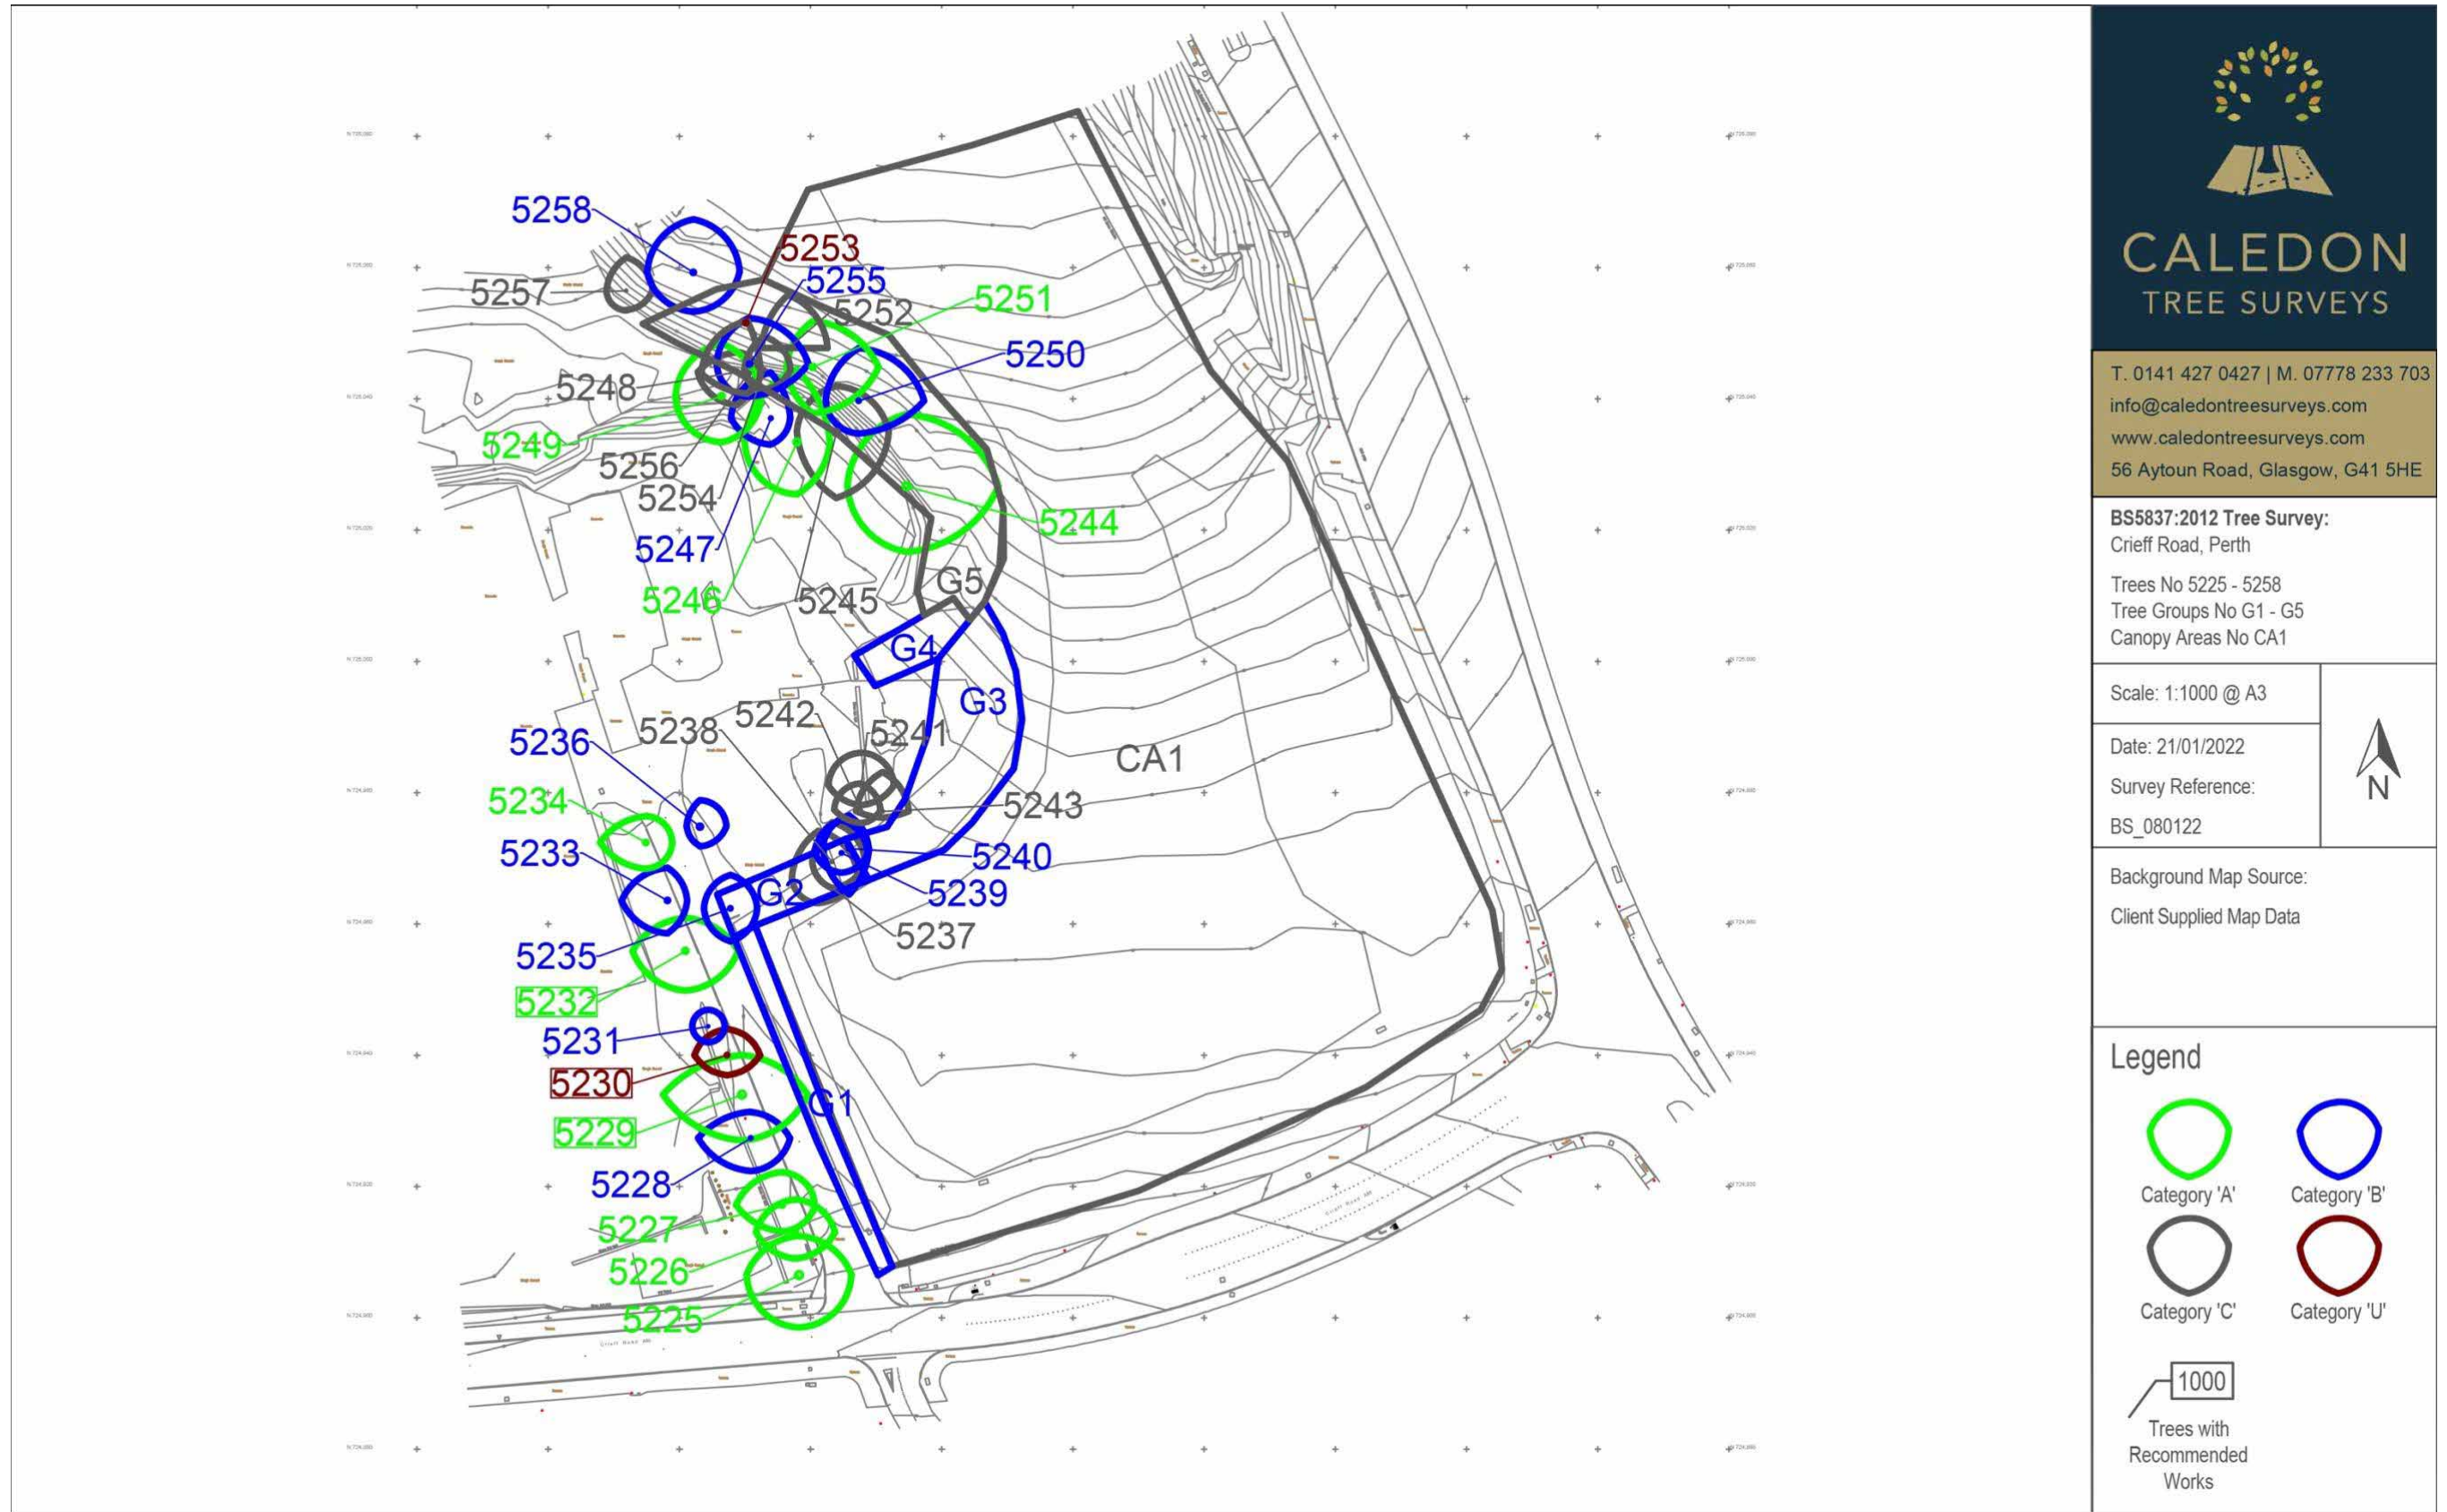 5258
5253
5255
5252
5251
5257
5250
5248
5249
5256
5254
5244
5247
5246
5245
G5
G4
G3
5242
5238
5241
5236
CA1
5234
5243
5233
5240
G2
5239
5237
5235
5232
5231
5230
G1
5229
5228
5227
5226
5225
Crieff Road A85
CALEDON
TREE SURVEYS
T. 0141 427 0427 | M. 07778 233 703
info@caledontreesurveys.com
www.caledontreesurveys.com
56 Aytoun Road, Glasgow, G41 5HE
BS5837:2012 Tree Survey:
Crieff Road, Perth
Trees No 5225 - 5258
Tree Groups No G1 - G5
Canopy Areas No CA1
Scale: 1:1000 @ A3
Date: 21/01/2022
Survey Reference:
BS_080122
N
Background Map Source:
Client Supplied Map Data
Legend
Category 'A'
Category 'B'
Category 'C'
Category 'U'
1000
Trees with
Recommended
Works